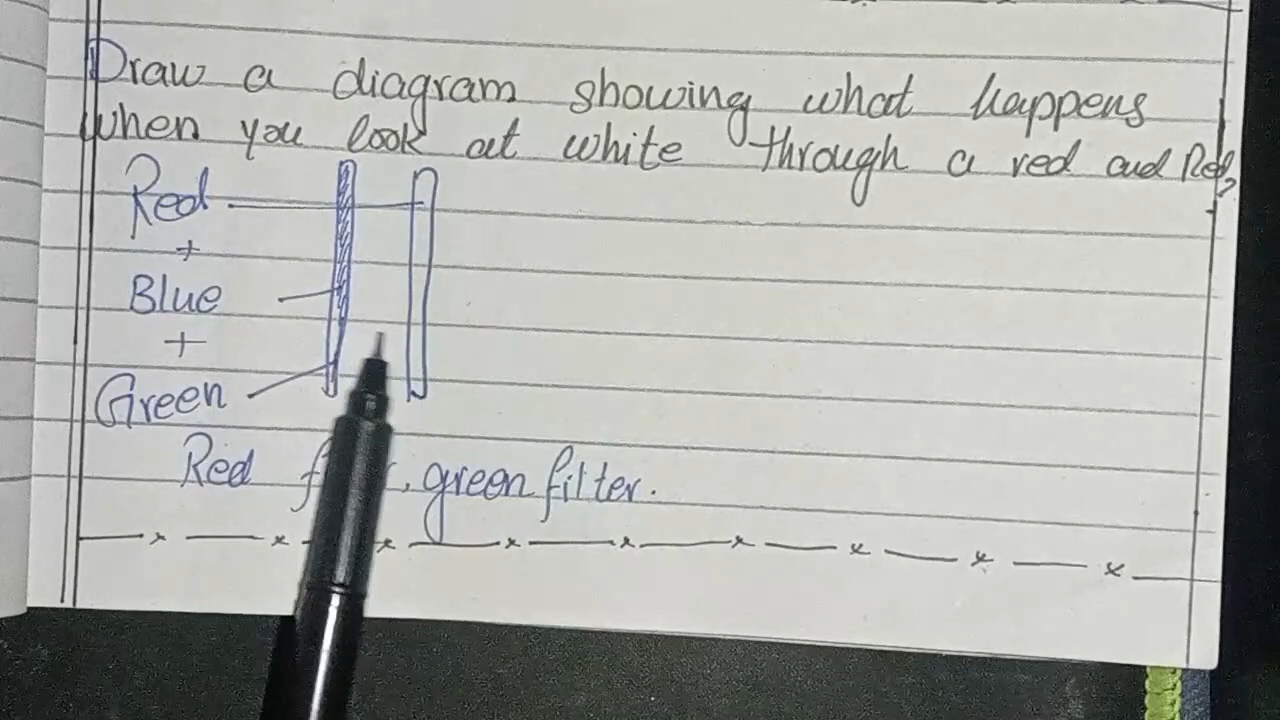 Draw a diagram showing what happens
when you look at white through a red and Red?
Red
+
Blue
+
Green
Red green filter.